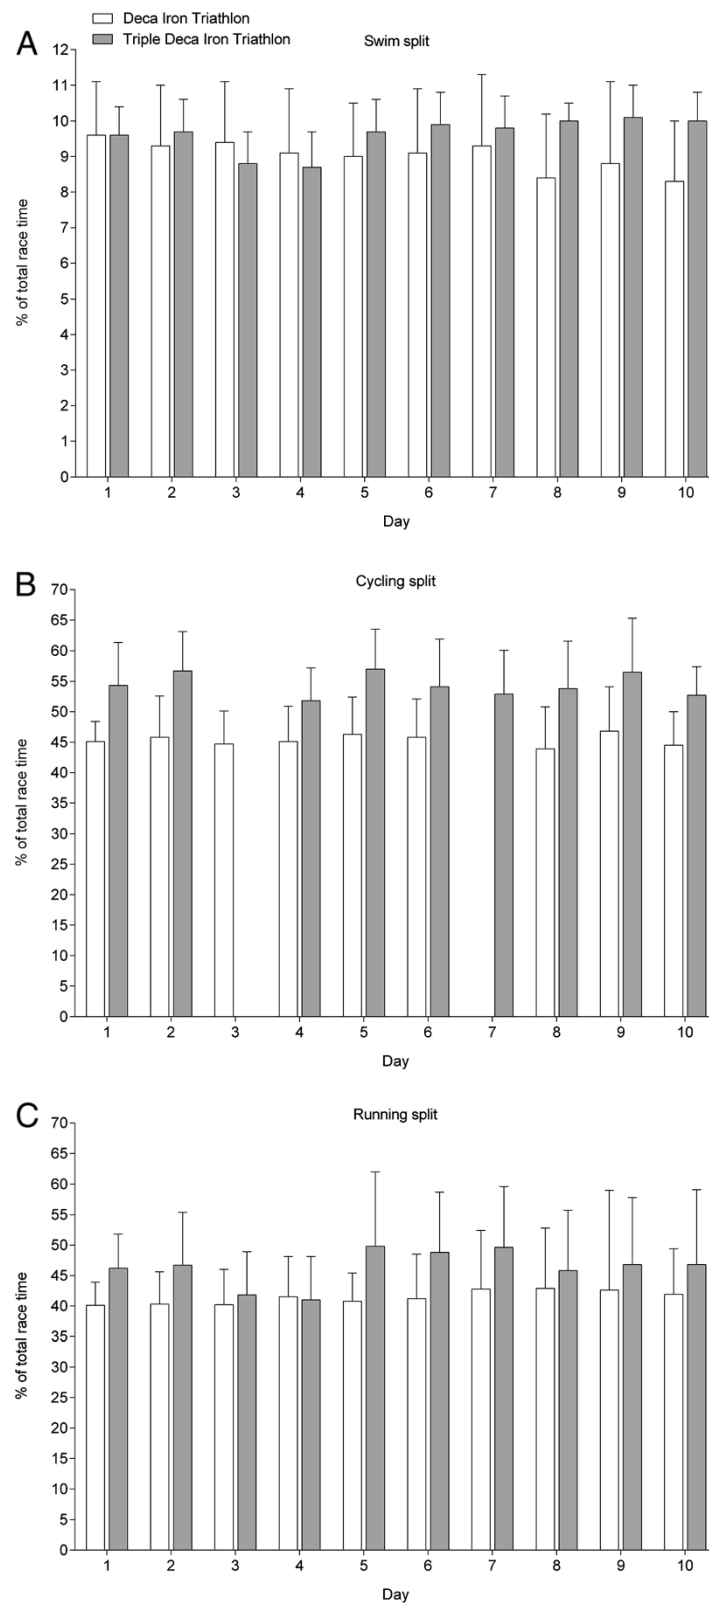 Deca Iron Triathlon
Triple Deca Iron Triathlon
A
Swim split
12
11
10
9
8
7
6
5
4
3
2
1
0
% of total race time
1 2 3 4 5 6 7 8 9 10
Day
B
Cycling split
70
65
60
55
50
45
40
35
30
25
20
15
10
5
0
% of total race time
1 2 3 4 5 6 7 8 9 10
Day
C
Running split
70
65
60
55
50
45
40
35
30
25
20
15
10
5
0
% of total race time
1 2 3 4 5 6 7 8 9 10
Day